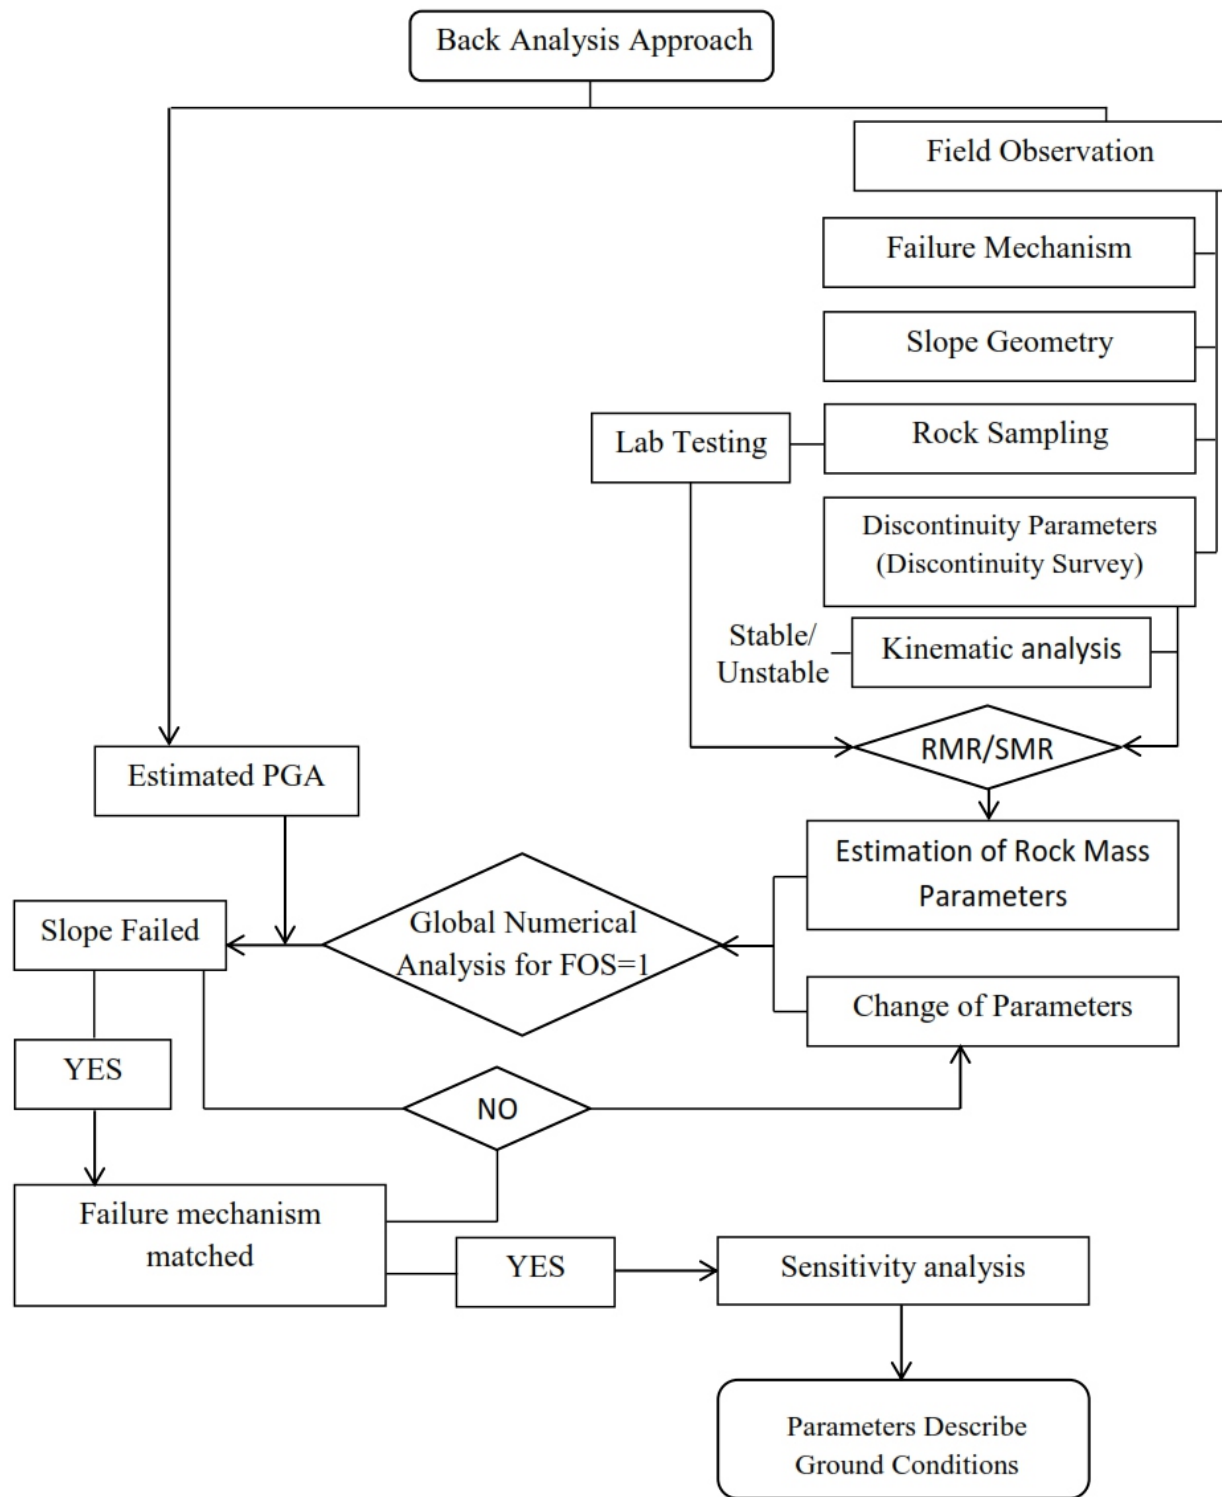 Back Analysis Approach
Field Observation
Failure Mechanism
Slope Geometry
Rock Sampling
Lab Testing
Discontinuity Parameters
(Discontinuity Survey)
Stable/
Unstable
Kinematic analysis
RMR/SMR
Estimated PGA
Estimation of Rock Mass
Parameters
Global Numerical
Analysis for FOS=1
Slope Failed
Change of Parameters
YES
NO
Failure mechanism
matched
YES
Sensitivity analysis
Parameters Describe
Ground Conditions